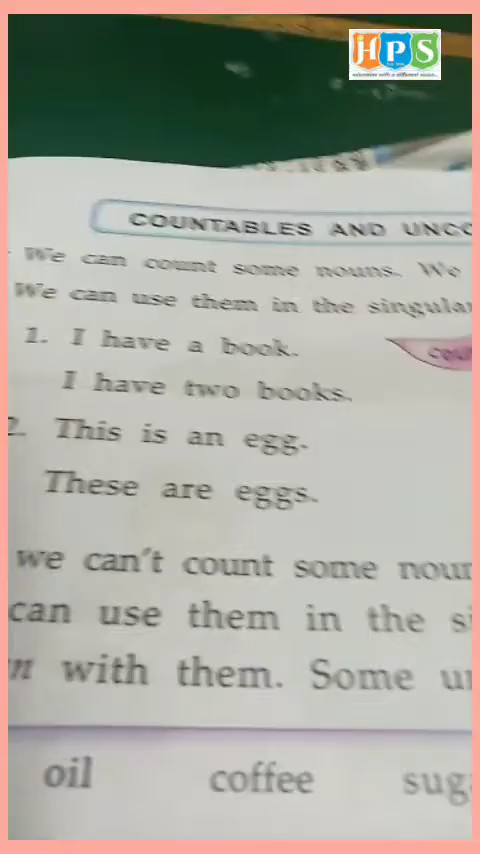 HPS
COUNTABLES AND UNCO
We can count some nouns. We
We can use them in the singular
1. I have a book.
I have two books.
2. This is an egg.
These are eggs.
we can't count some noun
can use them in the si
n with them. Some un
oil coffee suga